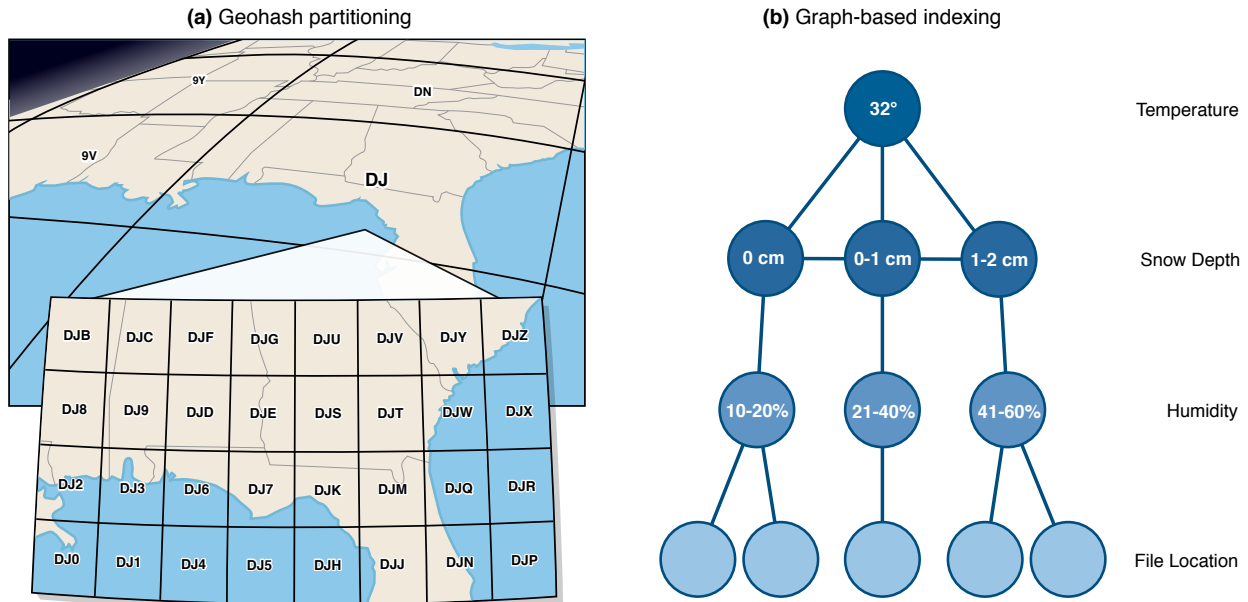 (a) Geohash partitioning
9Y
DN
9V
DJ
DJB DJC DJF DJG DJU DJV DJY DJZ
DJ8 DJ9 DJD DJE DJS DJT DJW DJX
DJ2 DJ3 DJ6 DJ7 DJK DJM DJQ DJR
DJ0 DJ1 DJ4 DJ5 DJH DJJ DJN DJP
(b) Graph-based indexing
32° Temperature
0 cm 0-1 cm 1-2 cm Snow Depth
10-20% 21-40% 41-60% Humidity
File Location